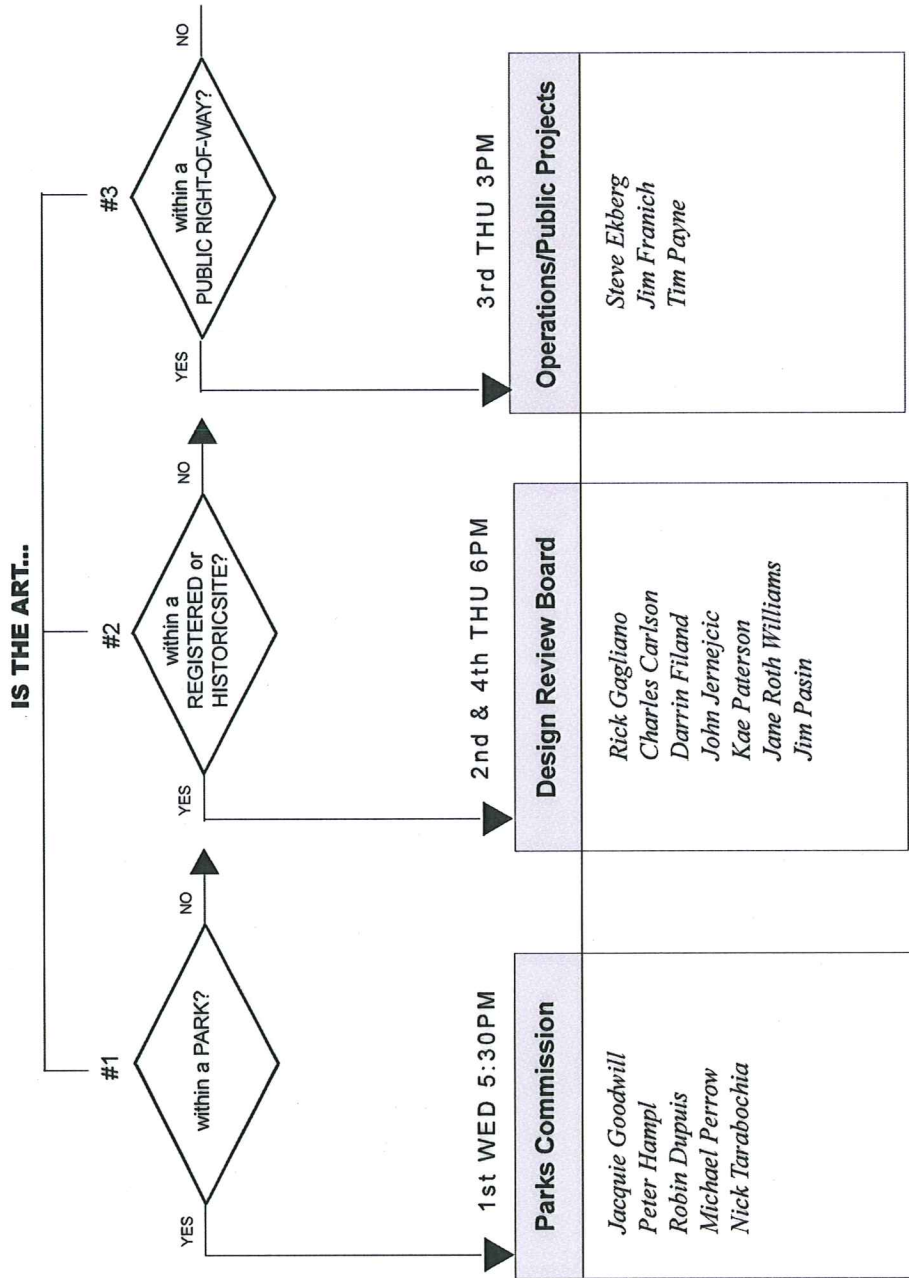 IS THE ART...
#1
within a PARK?
YES
NO
1st WED 5:30PM
Parks Commission
Jacquie Goodwill
Peter Hampl
Robin Dupuis
Michael Perrow
Nick Tarabochia
#2
within a
REGISTERED or
HISTORICSITE?
YES
NO
2nd & 4th THU 6PM
Design Review Board
Rick Gagliano
Charles Carlson
Darrin Filand
John Jernejcic
Kae Paterson
Jane Roth Williams
Jim Pasin
#3
within a
PUBLIC RIGHT-OF-WAY?
YES
NO
3rd THU 3PM
Operations/Public Projects
Steve Ekberg
Jim Franich
Tim Payne